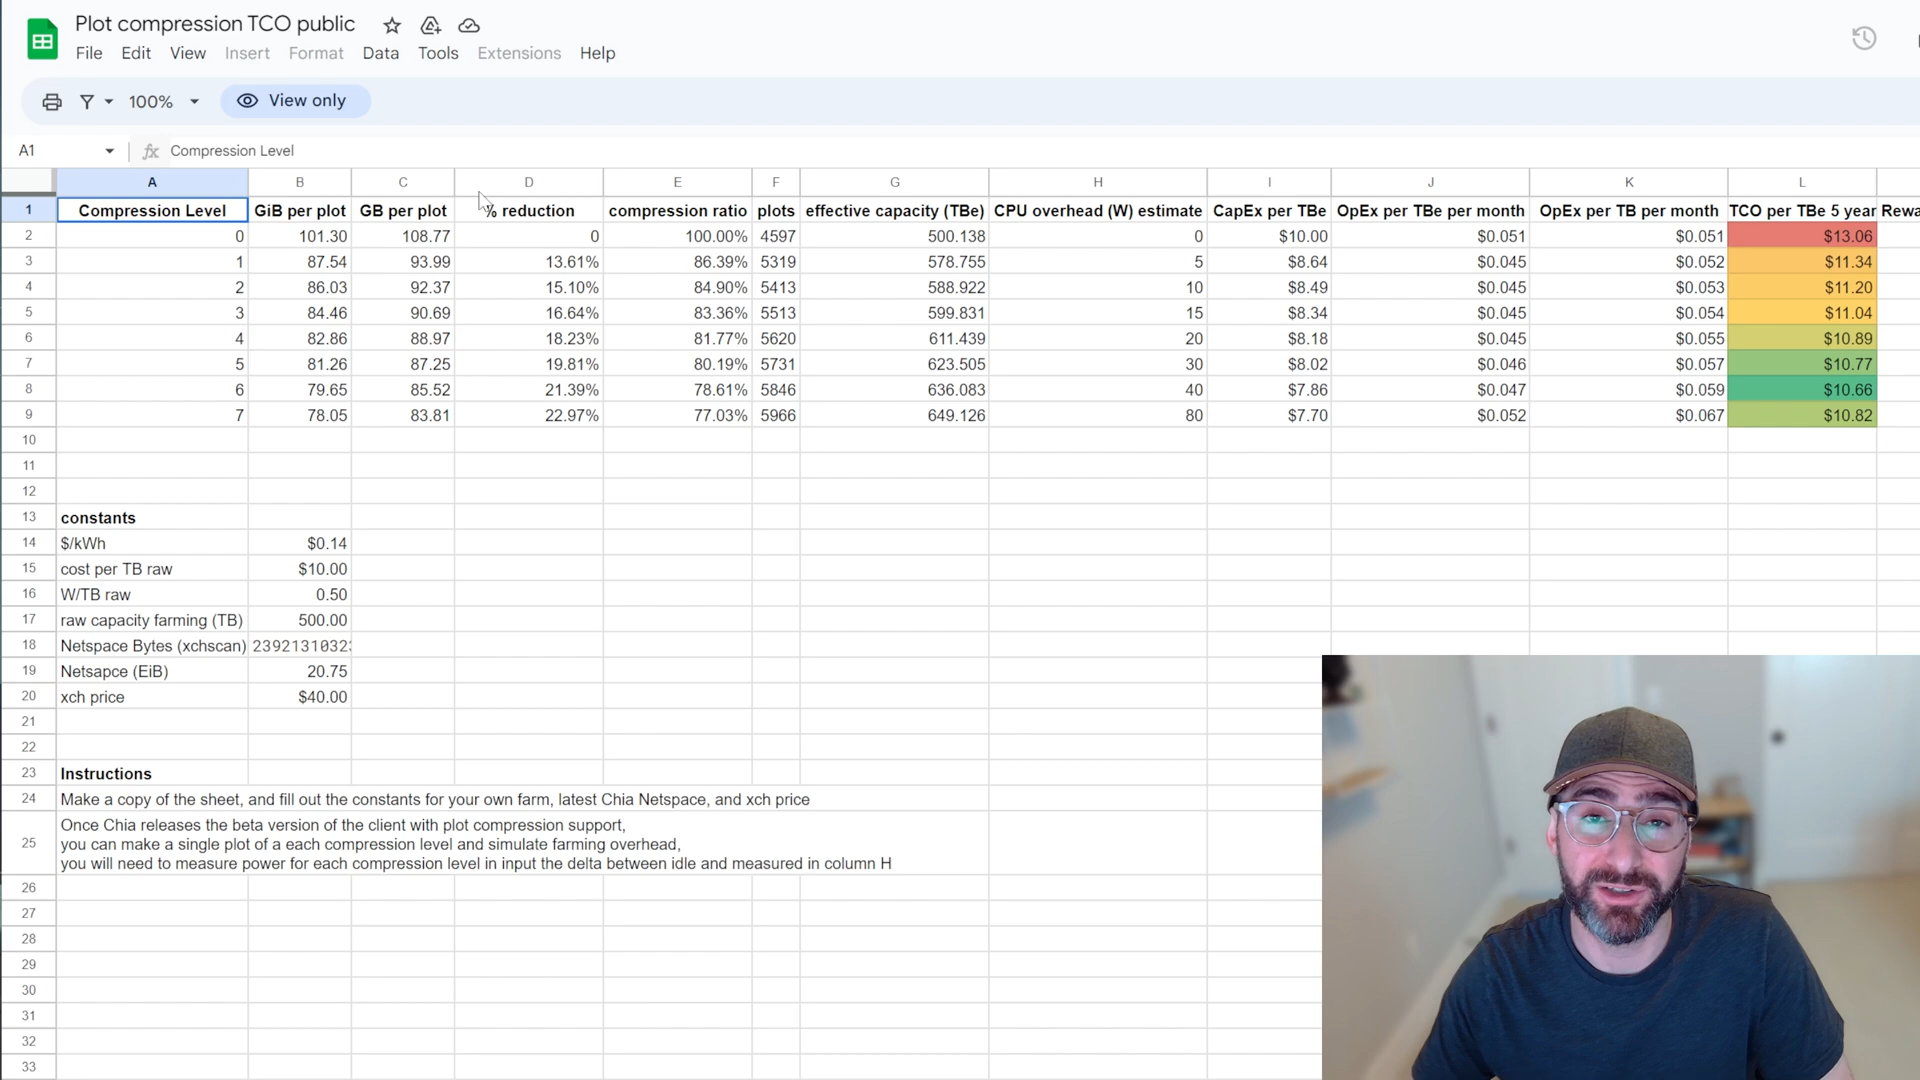 Plot compression TCO public
File Edit View Insert Format Data Tools Extensions Help
100% View only
A1 fx Compression Level
A B C D E F G H I J K L
1 Compression Level GiB per plot GB per plot % reduction compression ratio plots effective capacity (TBe) CPU overhead (W) estimate CapEx per TBe OpEx per TBe per month OpEx per TB per month TCO per TBe 5 year Rewa
2 0 101.30 108.77 0 100.00% 4597 500.138 0 $10.00 $0.051 $0.051 $13.06
3 1 87.54 93.99 13.61% 86.39% 5319 578.755 5 $8.64 $0.045 $0.052 $11.34
4 2 86.03 92.37 15.10% 84.90% 5413 588.922 10 $8.49 $0.045 $0.053 $11.20
5 3 84.46 90.69 16.64% 83.36% 5513 599.831 15 $8.34 $0.045 $0.054 $11.04
6 4 82.86 88.97 18.23% 81.77% 5620 611.439 20 $8.18 $0.045 $0.055 $10.89
7 5 81.26 87.25 19.81% 80.19% 5731 623.505 30 $8.02 $0.046 $0.057 $10.77
8 6 79.65 85.52 21.39% 78.61% 5846 636.083 40 $7.86 $0.047 $0.059 $10.66
9 7 78.05 83.81 22.97% 77.03% 5966 649.126 80 $7.70 $0.052 $0.067 $10.82
10
11
12
13 constants
14 $/kWh $0.14
15 cost per TB raw $10.00
16 W/TB raw 0.50
17 raw capacity farming (TB) 500.00
18 Netspace Bytes (xchscan) 2392131032
19 Netsapce (EiB) 20.75
20 xch price $40.00
21
22
23 Instructions
24 Make a copy of the sheet, and fill out the constants for your own farm, latest Chia Netspace, and xch price
Once Chia releases the beta version of the client with plot compression support,
25 you can make a single plot of a each compression level and simulate farming overhead,
you will need to measure power for each compression level in input the delta between idle and measured in column H
26
27
28
29
30
31
32
33